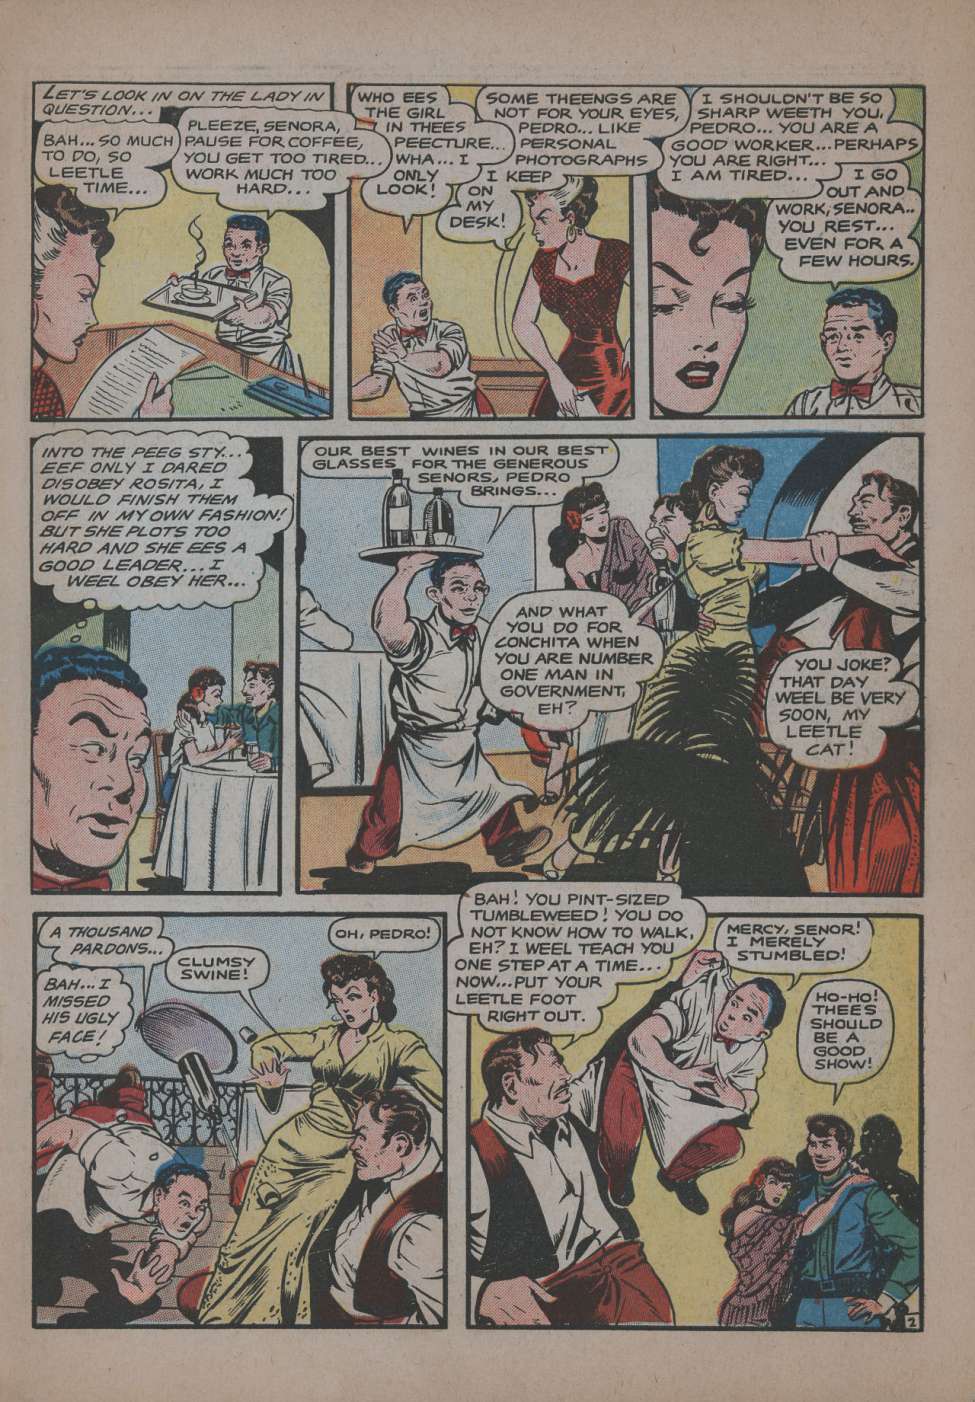 LET'S LOOK IN ON THE LADY IN
QUESTION...
BAH...SO MUCH
TO DO, SO
LEETLE
TIME...
PLEEZE, SENORA,
PAUSE FOR COFFEE,
YOU GET TOO TIRED...
WORK MUCH TOO
HARD...
WHO EES
THE GIRL
IN THEES
PEECTURE...
WHA... I
ONLY
LOOK!
SOME THEENGS ARE
NOT FOR YOUR EYES,
PEDRO... LIKE
PERSONAL
PHOTOGRAPHS
I KEEP
ON
MY
DESK!
I SHOULDN'T BE SO
SHARP WEETH YOU,
PEDRO... YOU ARE A
GOOD WORKER...PERHAPS
YOU ARE RIGHT...
I AM TIRED...
I GO
OUT AND
WORK, SENORA..
YOU REST...
EVEN FOR A
FEW HOURS.
INTO THE PEEG STY...
EEF ONLY I DARED
DISOBEY ROSITA, I
WOULD FINISH THEM
OFF IN MY OWN FASHION!
BUT SHE PLOTS TOO
HARD AND SHE EES A
GOOD LEADER... I
WEEL OBEY HER...
OUR BEST WINES IN OUR BEST
GLASSES FOR THE GENEROUS
SENORS, PEDRO
BRINGS...
AND WHAT
YOU DO FOR
CONCHITA WHEN
YOU ARE NUMBER
ONE MAN IN
GOVERNMENT,
EH?
YOU JOKE?
THAT DAY
WEEL BE VERY
SOON, MY
LEETLE
CAT!
A THOUSAND
PARDONS...
BAH... I
MISSED
HIS UGLY
FACE!
CLUMSY
SWINE!
OH, PEDRO!
BAH! YOU PINT-SIZED
TUMBLEWEED! YOU DO
NOT KNOW HOW TO WALK,
EH? I WEEL TEACH YOU
ONE STEP AT A TIME...
NOW... PUT YOUR
LEETLE FOOT
RIGHT OUT.
MERCY, SENOR!
I MERELY
STUMBLED!
HO-HO!
THEES
SHOULD
BE A
GOOD
SHOW!
2